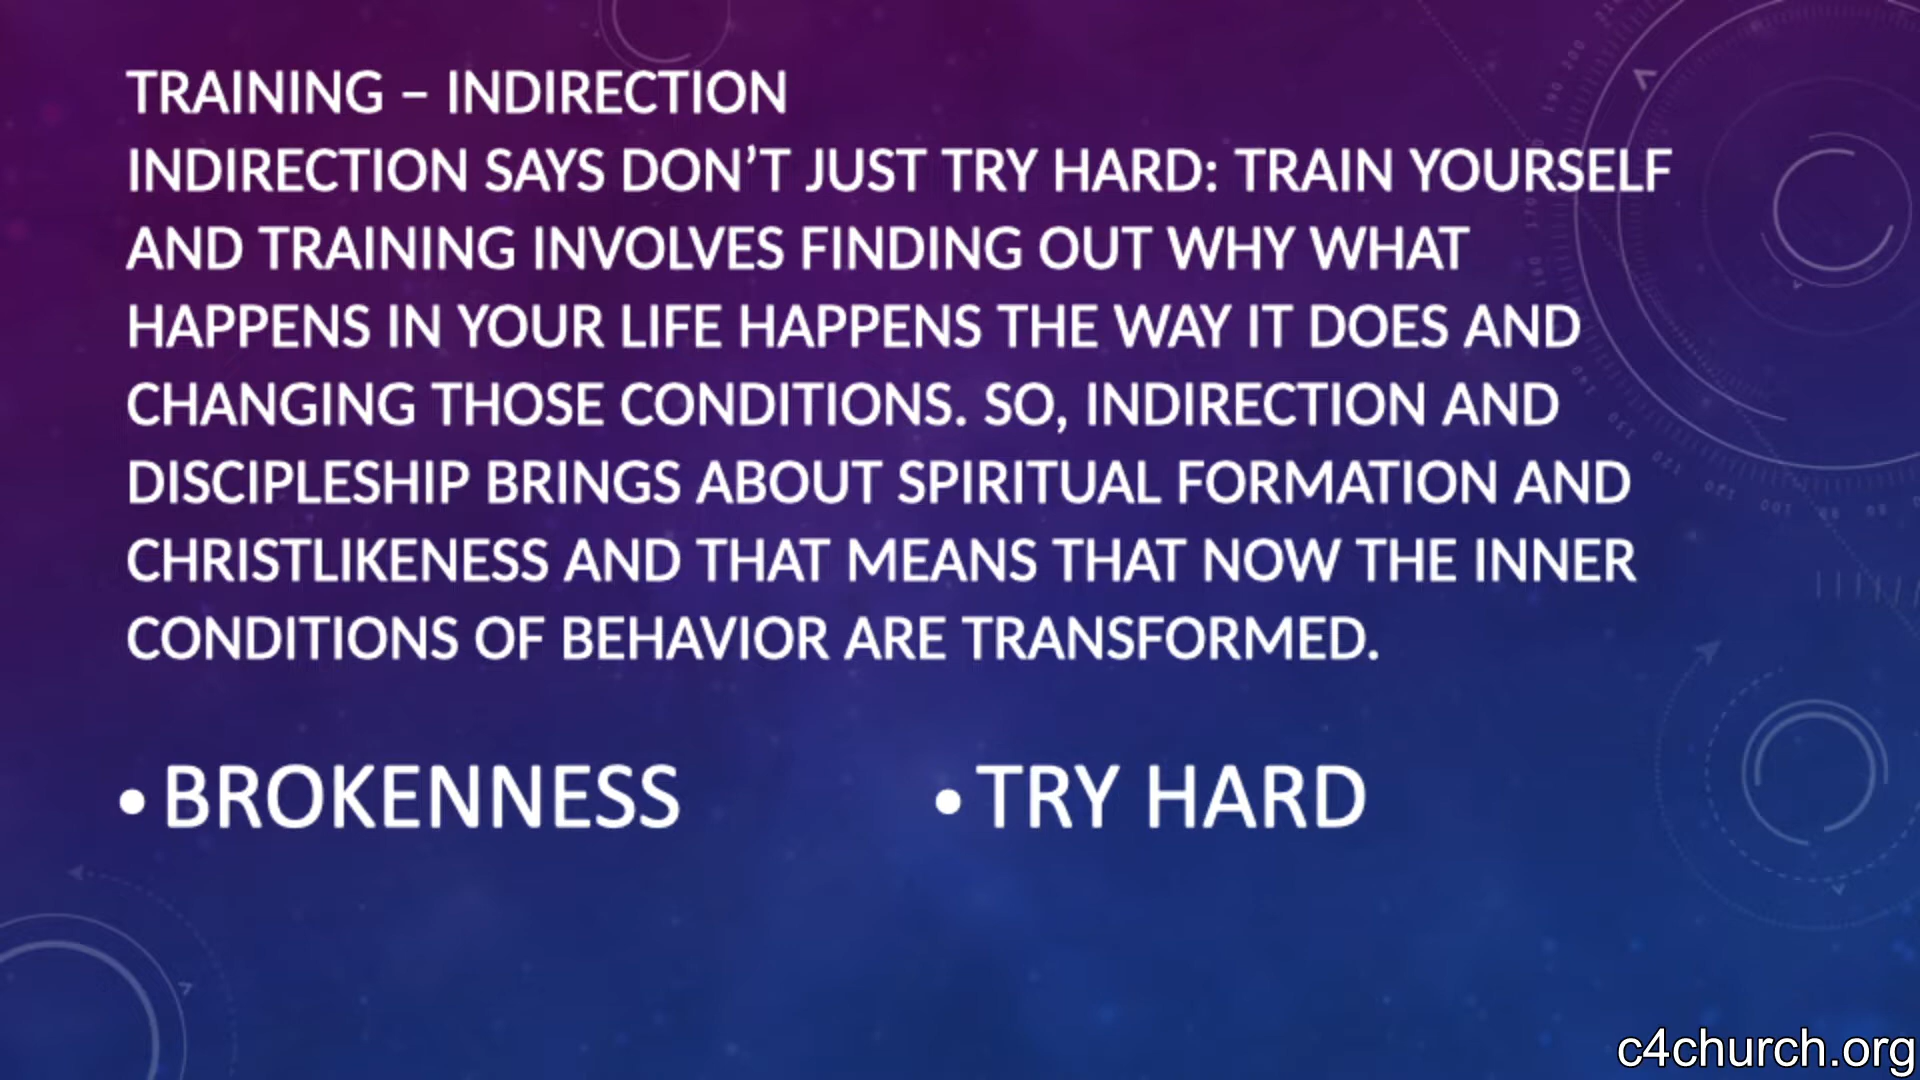 TRAINING – INDIRECTION
INDIRECTION SAYS DON’T JUST TRY HARD: TRAIN YOURSELF
AND TRAINING INVOLVES FINDING OUT WHY WHAT
HAPPENS IN YOUR LIFE HAPPENS THE WAY IT DOES AND
CHANGING THOSE CONDITIONS. SO, INDIRECTION AND
DISCIPLESHIP BRINGS ABOUT SPIRITUAL FORMATION AND
CHRISTLIKENESS AND THAT MEANS THAT NOW THE INNER
CONDITIONS OF BEHAVIOR ARE TRANSFORMED.
• BROKENNESS
• TRY HARD
c4church.org